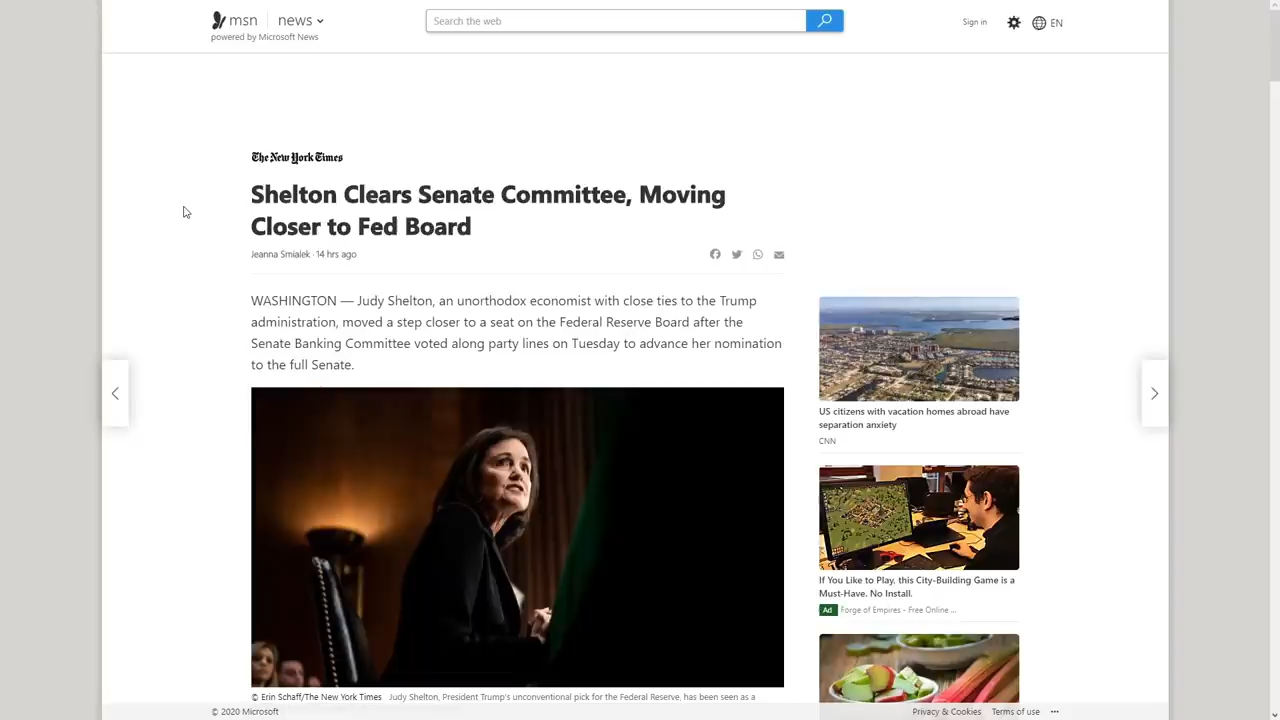 msn news
powered by Microsoft News
Search the web
Sign in
EN
The New York Times
Shelton Clears Senate Committee, Moving
Closer to Fed Board
Jeanna Smialek · 14 hrs ago
WASHINGTON — Judy Shelton, an unorthodox economist with close ties to the Trump
administration, moved a step closer to a seat on the Federal Reserve Board after the
Senate Banking Committee voted along party lines on Tuesday to advance her nomination
to the full Senate.
© Erin Schaff/The New York Times Judy Shelton, President Trump's unconventional pick for the Federal Reserve, has been seen as a
US citizens with vacation homes abroad have
separation anxiety
CNN
If You Like to Play, this City-Building Game is a
Must-Have. No Install.
Ad Forge of Empires - Free Online ...
© 2020 Microsoft
Privacy & Cookies Terms of use ...